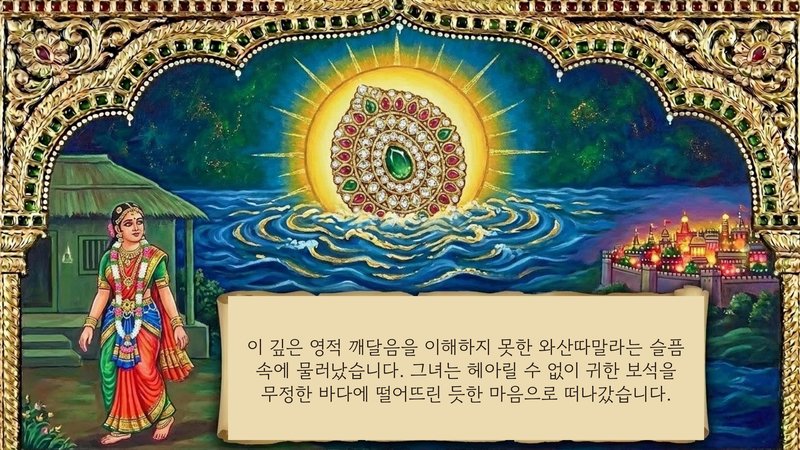 이 깊은 영적 깨달음을 이해하지 못한 와산따말라는 슬픔
속에 물러났습니다. 그녀는 헤아릴 수 없이 귀한 보석을
무정한 바다에 떨어뜨린 듯한 마음으로 떠나갔습니다.